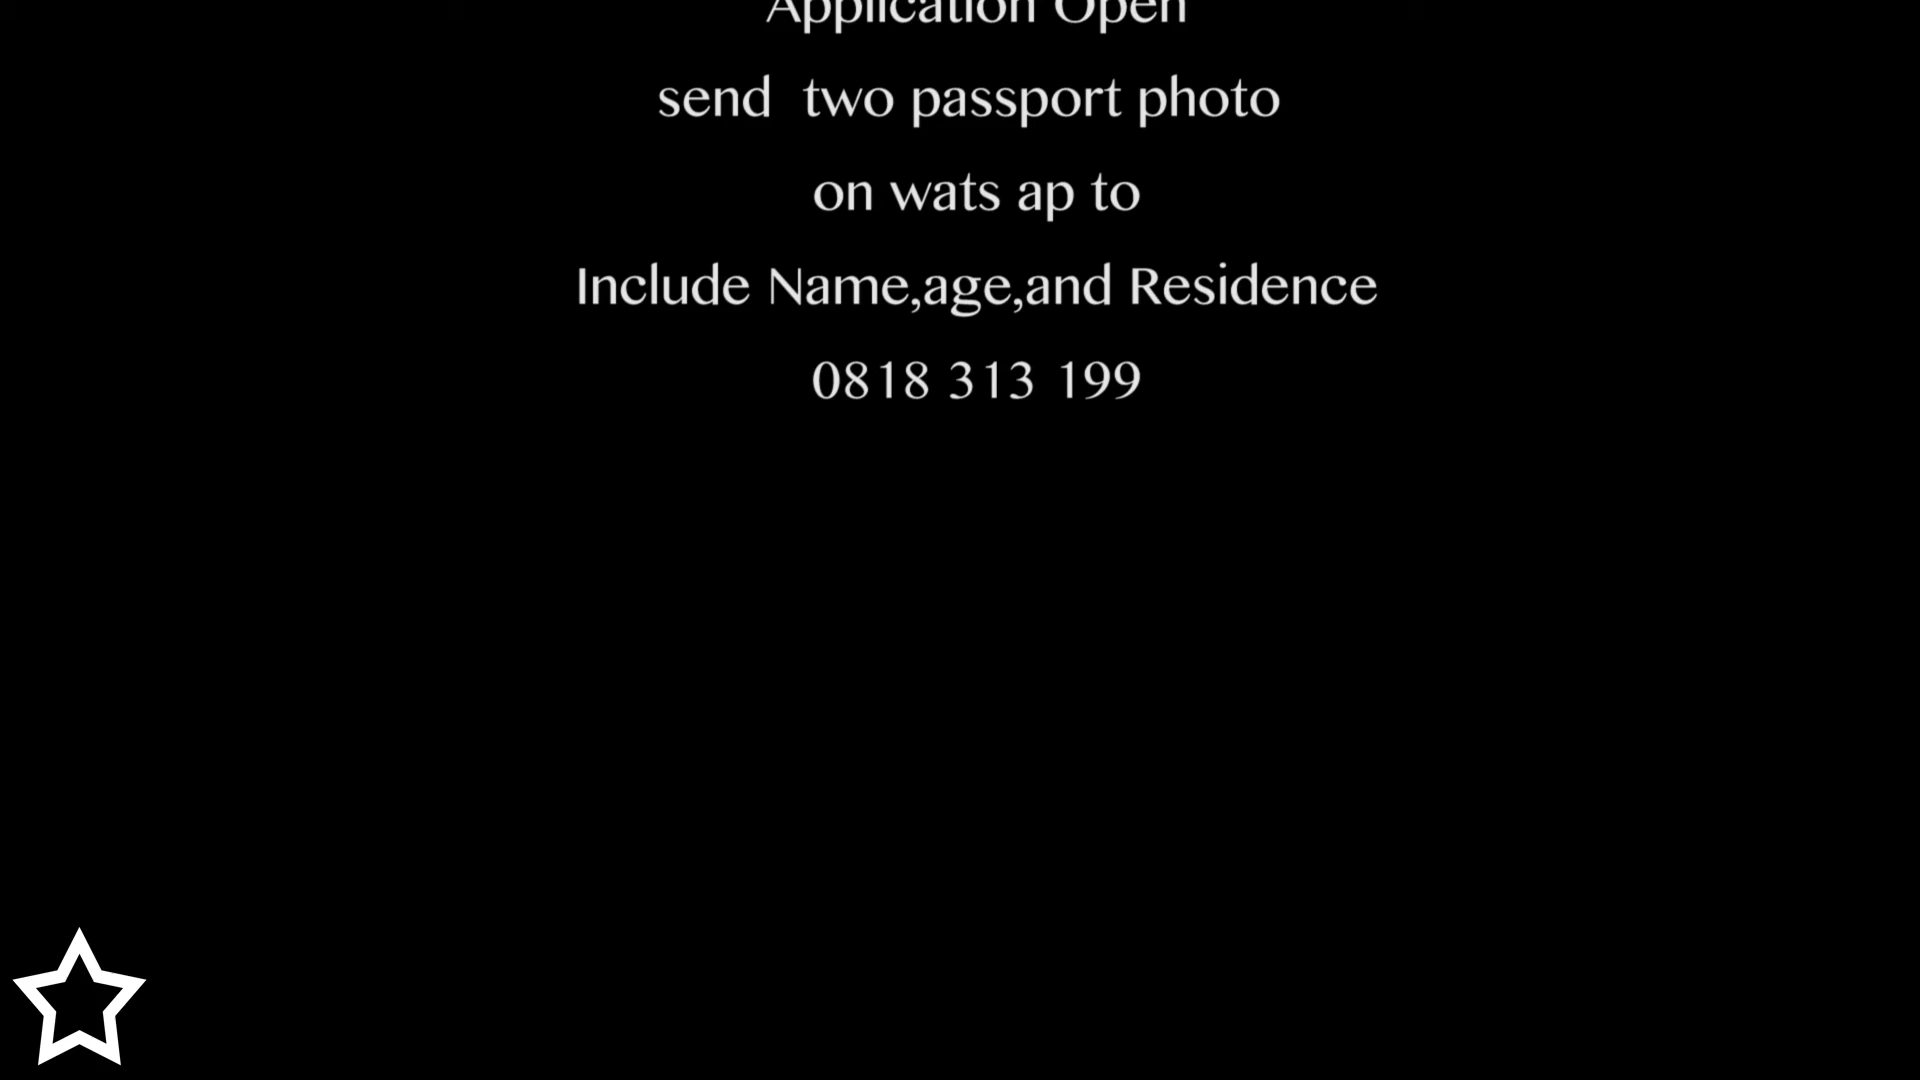 Application Open
send two passport photo
on wats ap to
Include Name,age,and Residence
0818 313 199